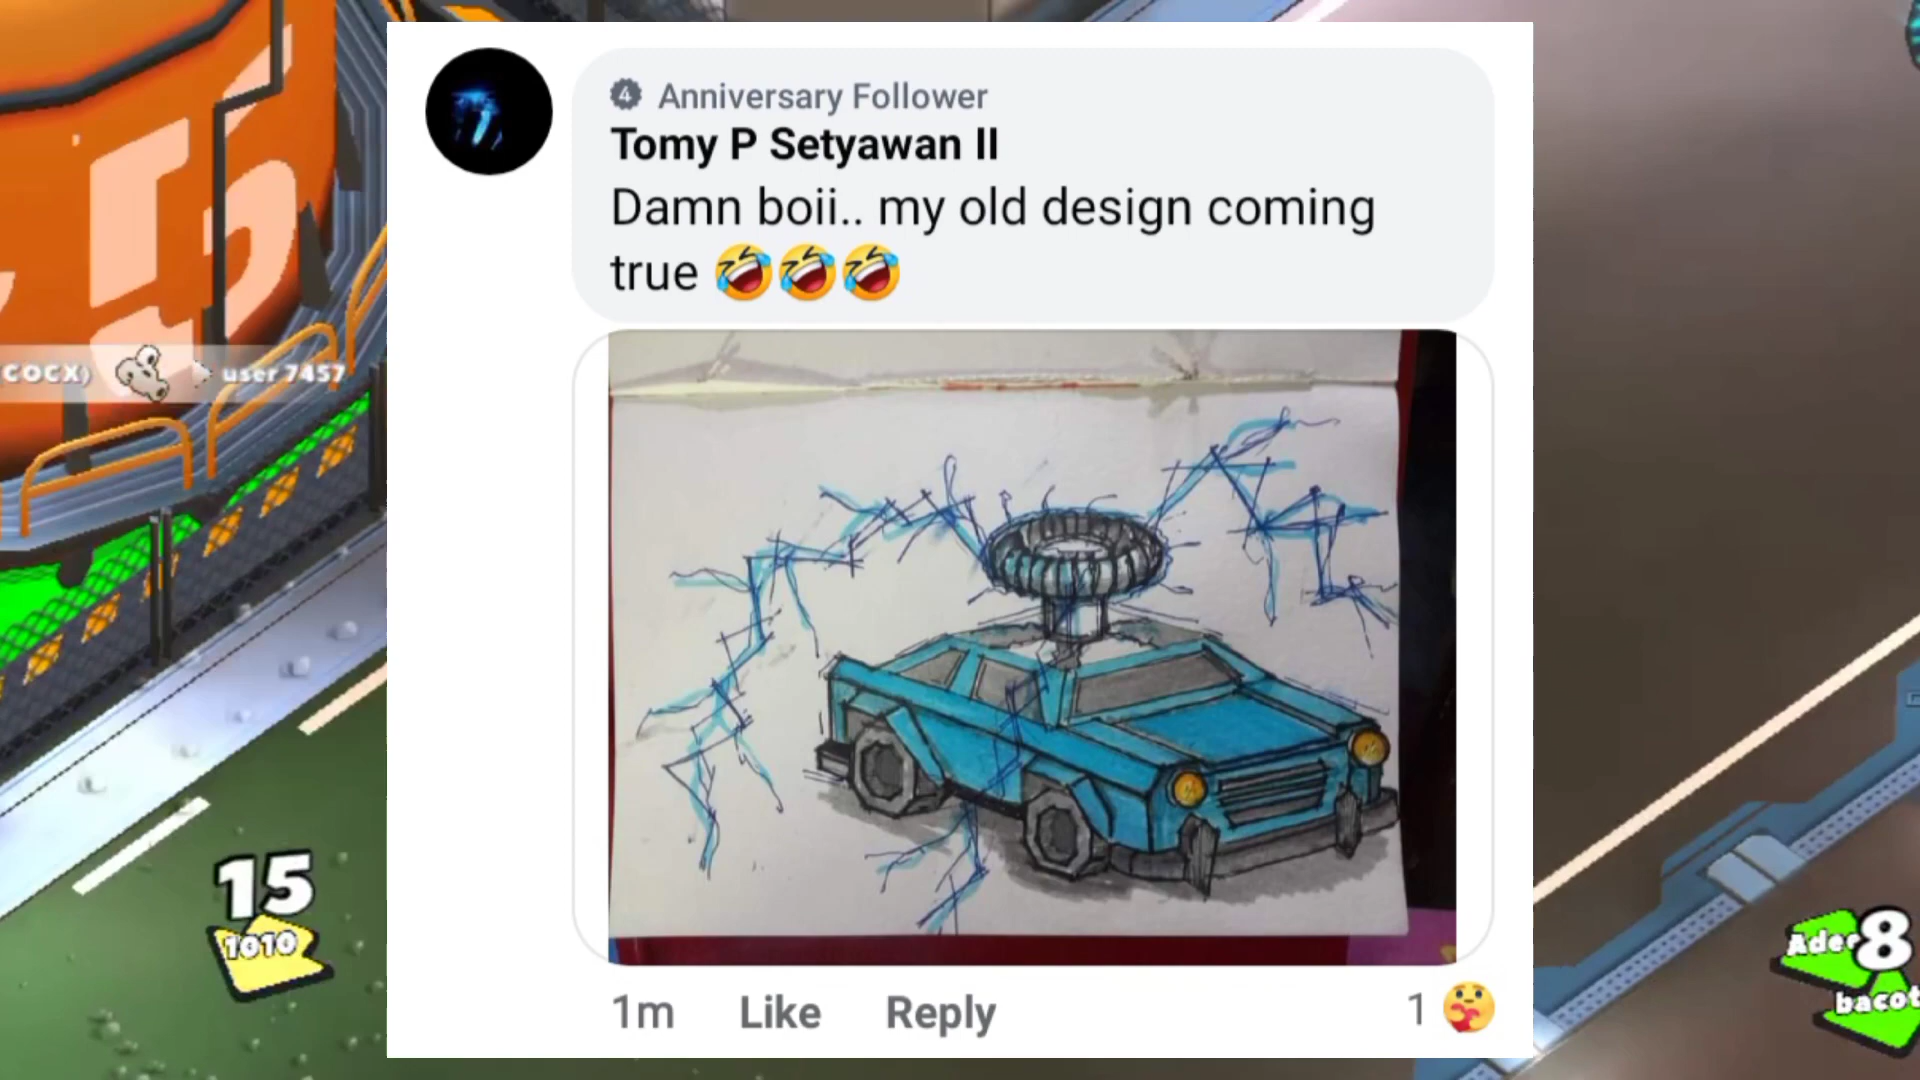 Anniversary Follower
Tomy P Setyawan II
Damn boii.. my old design coming
true 🤣🤣🤣
COCX)
user 7457
15
1010
1m Like Reply 1
8
bacot